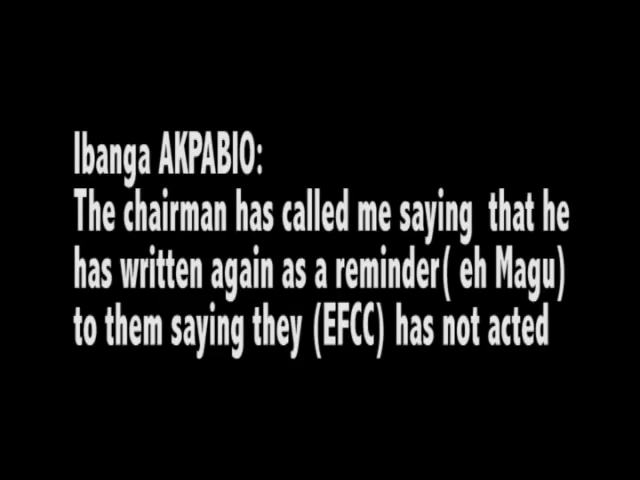 Ibanga AKPABIO:
The chairman has called me saying that he
has written again as a reminder( eh Magu)
to them saying they (EFCC) has not acted